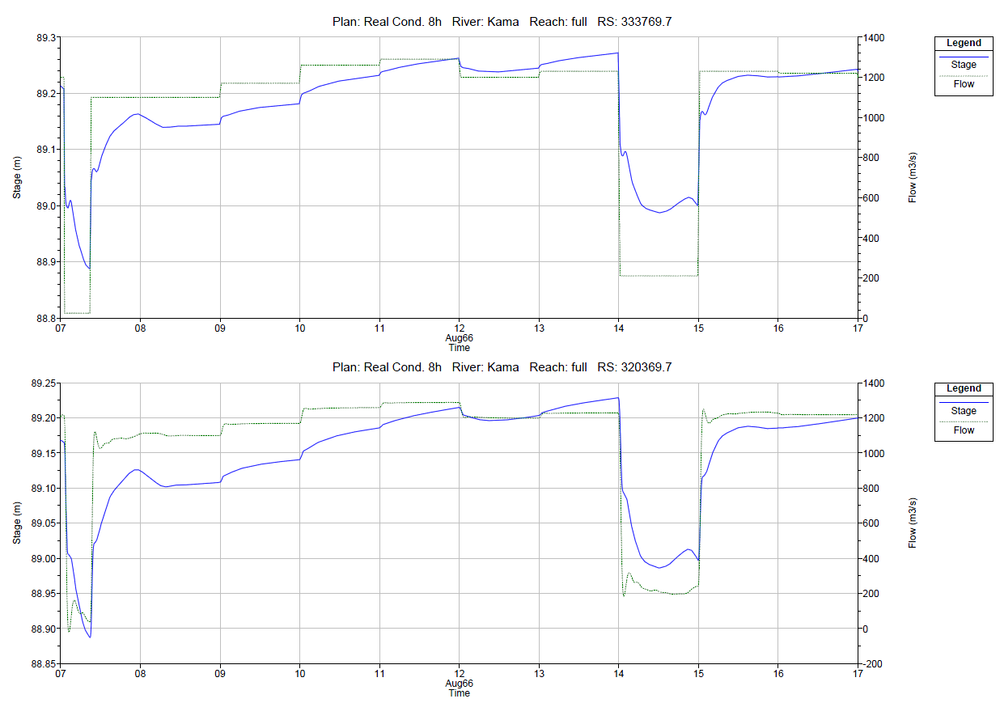 Plan: Real Cond. 8h River: Kama Reach: full RS: 333769.7
Legend
Stage
Flow
89.3
89.2
89.1
89.0
88.9
88.8
Stage (m)
1400
1200
1000
800
600
400
200
0
Flow (m3/s)
07 08 09 10 11 12 13 14 15 16 17
Aug66
Time
Plan: Real Cond. 8h River: Kama Reach: full RS: 320369.7
Legend
Stage
Flow
89.25
89.20
89.15
89.10
89.05
89.00
88.95
88.90
88.85
Stage (m)
1400
1200
1000
800
600
400
200
0
-200
Flow (m3/s)
07 08 09 10 11 12 13 14 15 16 17
Aug66
Time